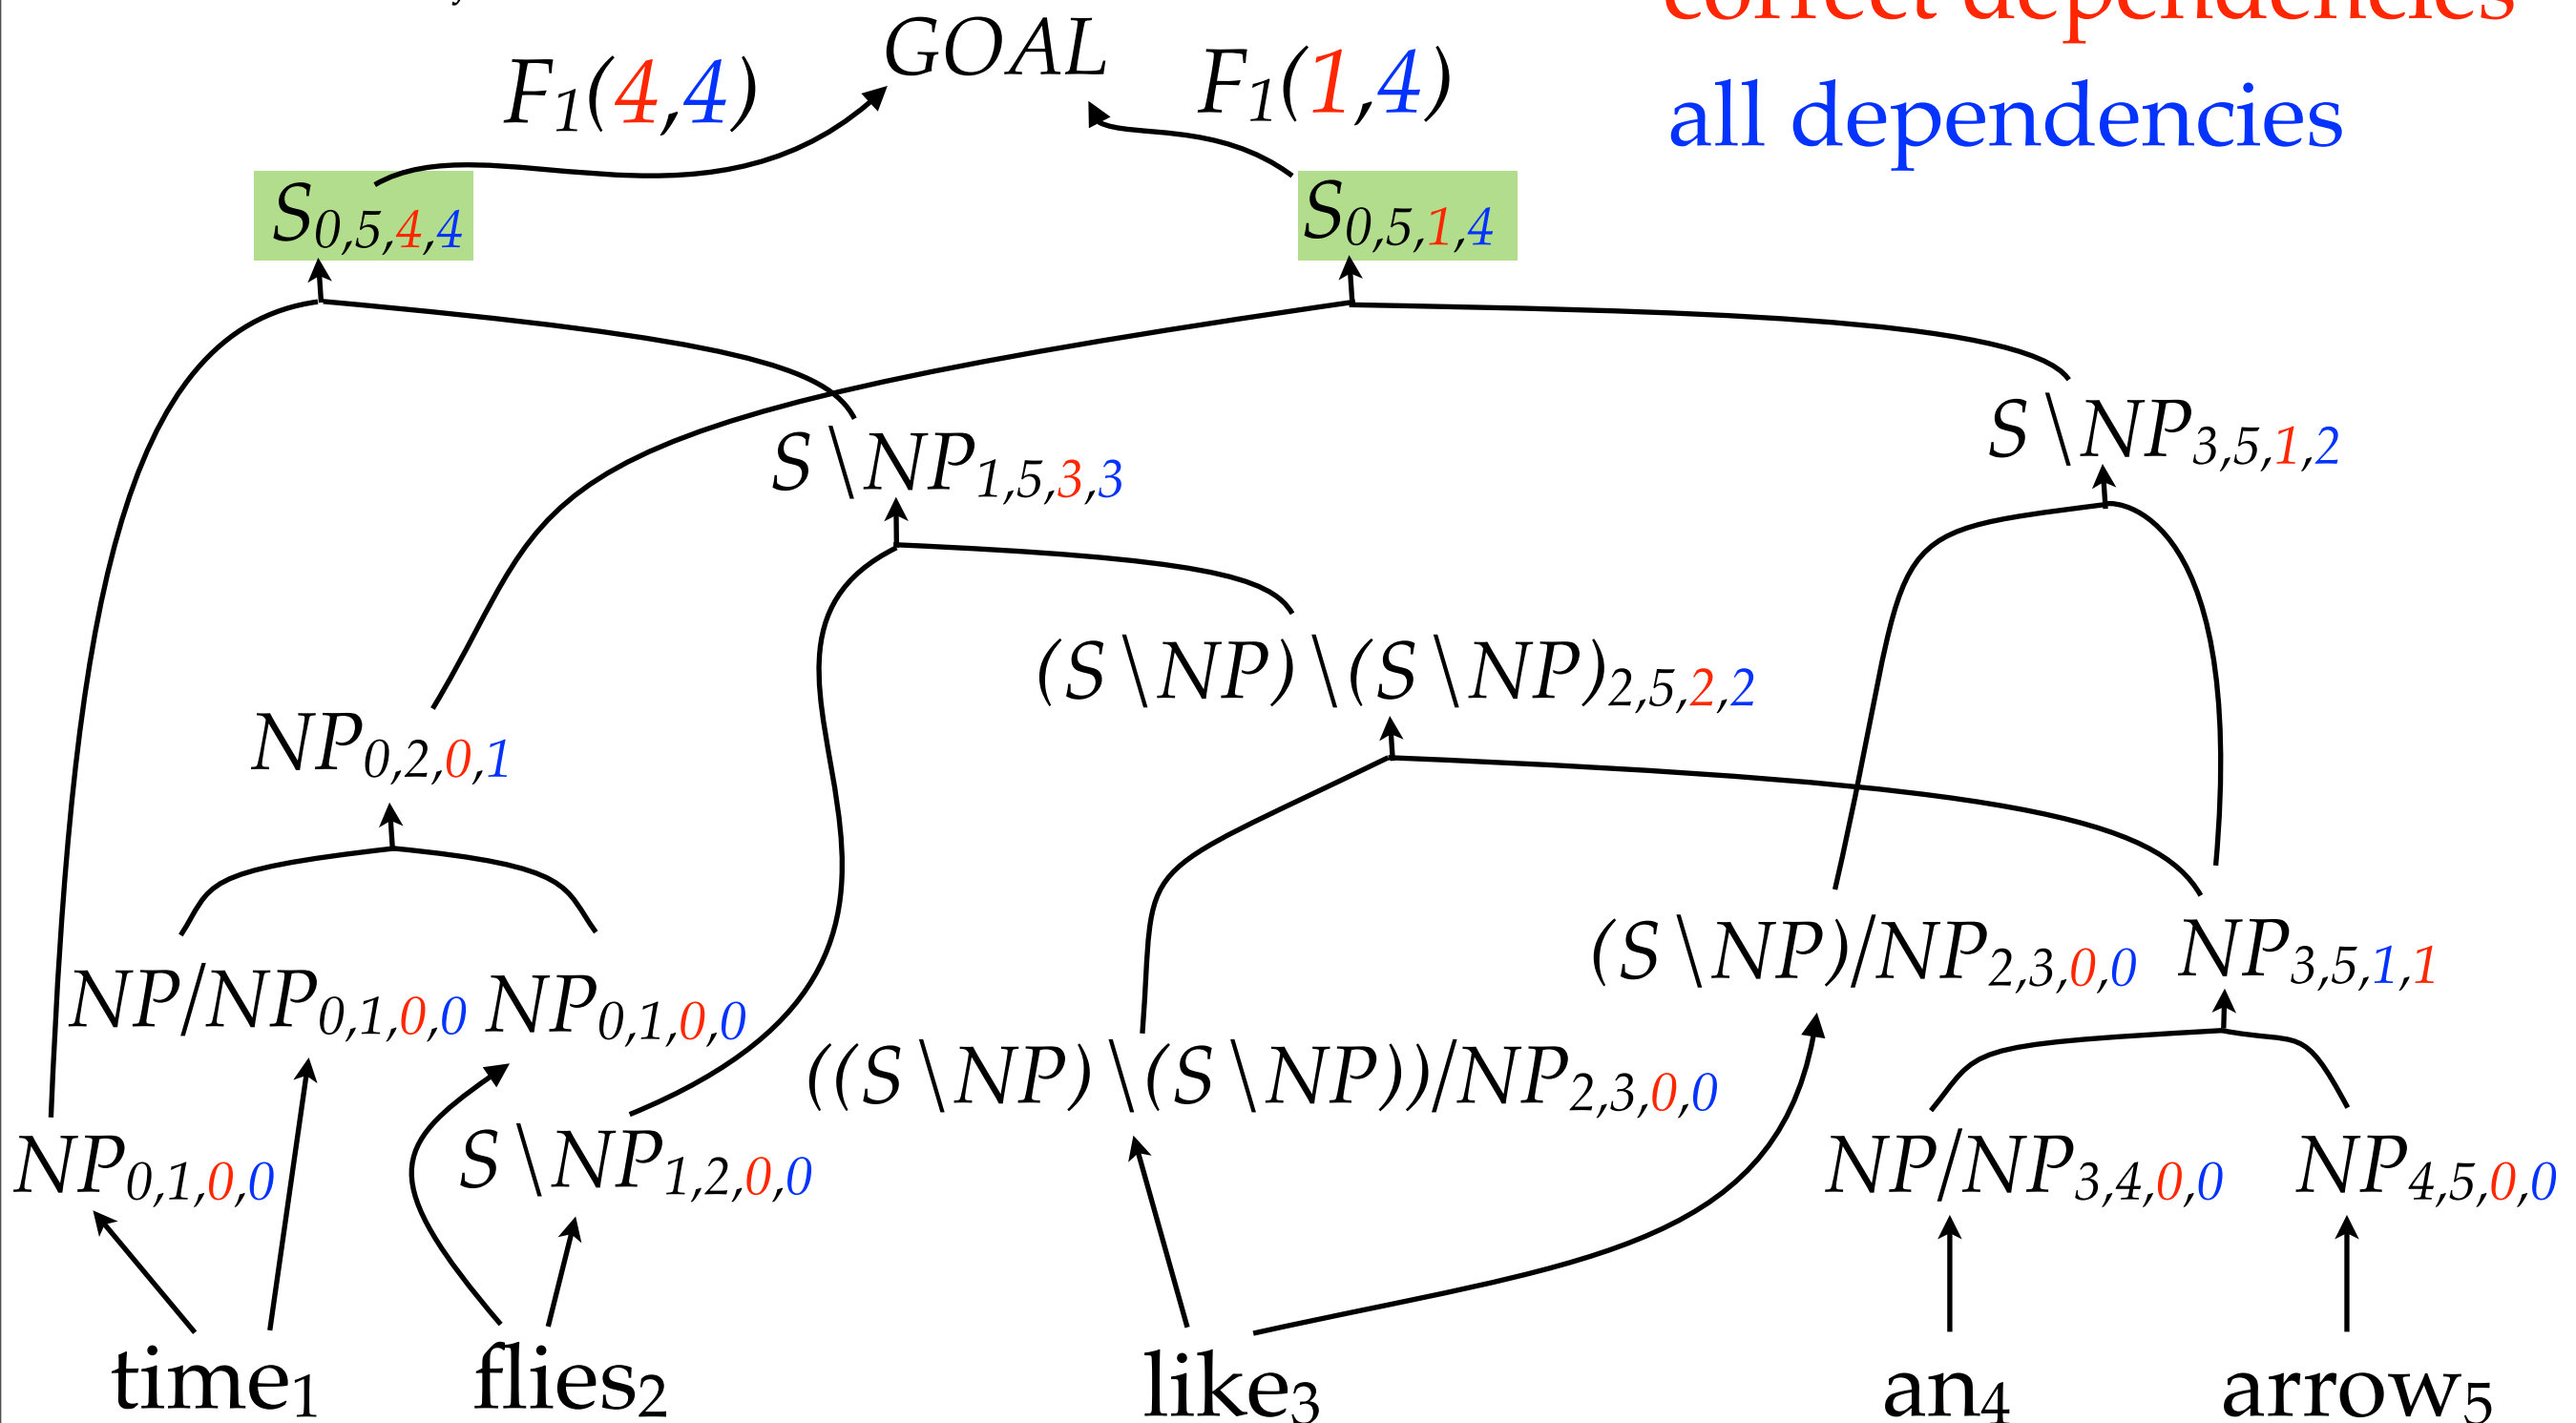 correct dependencies
GOAL
F1(4,4)
F1(1,4)
all dependencies
S0,5,4,4
S0,5,1,4
S\NP1,5,3,3
S\NP3,5,1,2
(S\NP)\(S\NP)2,5,2,2
NP0,2,0,1
(S\NP)/NP2,3,0,0
NP3,5,1,1
NP/NP0,1,0,0
NP0,1,0,0
((S\NP)\(S\NP))/NP2,3,0,0
NP0,1,0,0
S\NP1,2,0,0
NP/NP3,4,0,0
NP4,5,0,0
time1 flies2 like3 an4 arrow5